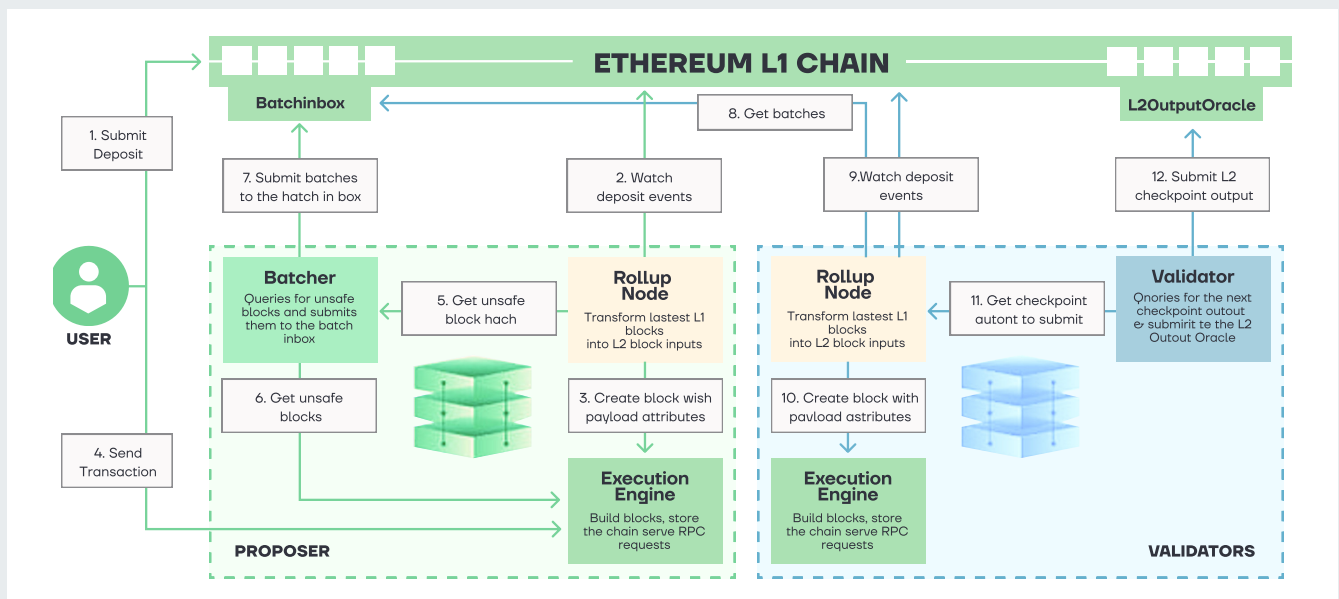 ETHEREUM L1 CHAIN
Batchinbox
L2OutputOracle
1. Submit
Deposit
8. Get batches
7. Submit batches
to the hatch in box
2. Watch
deposit events
9.Watch deposit
events
12. Submit L2
checkpoint output
USER
Batcher
Queries for unsafe
blocks and submits
them to the batch
inbox
5. Get unsafe
block hach
Rollup
Node
Transform lastest L1
blocks
into L2 block inputs
Rollup
Node
Transform lastest L1
blocks
into L2 block inputs
11. Get checkpoint
autont to submit
Validator
Qnories for the next
checkpoint outout
& submirit te the L2
Outout Oracle
6. Get unsafe
blocks
3. Create block wish
payload attributes
10. Create block with
pavload astributes
4. Send
Transaction
Execution
Engine
Build blocks, store
the chain serve RPC
requests
Execution
Engine
Build blocks, store
the chain serve RPC
requests
PROPOSER
VALIDATORS